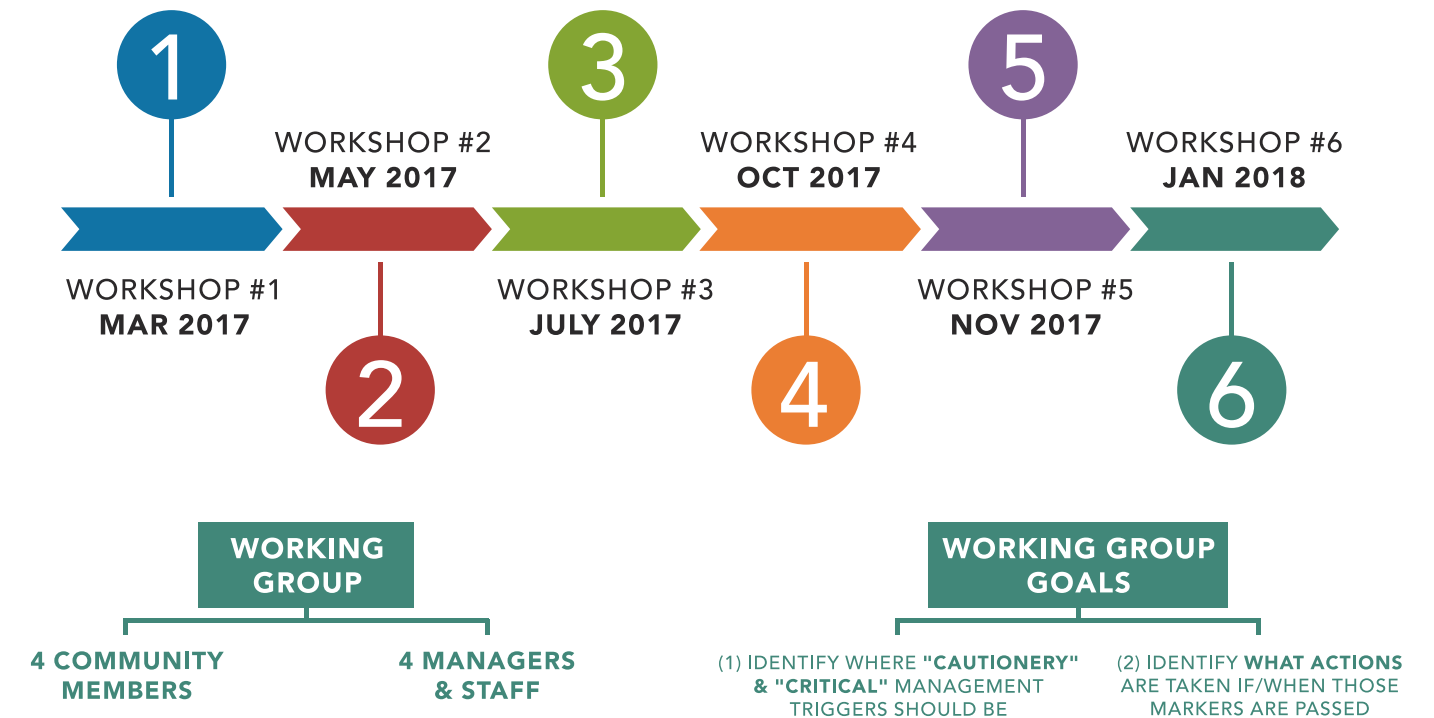 1
3
5
WORKSHOP #2
MAY 2017
WORKSHOP #4
OCT 2017
WORKSHOP #6
JAN 2018
WORKSHOP #1
MAR 2017
WORKSHOP #3
JULY 2017
WORKSHOP #5
NOV 2017
2
4
6
WORKING
GROUP
4 COMMUNITY
MEMBERS
4 MANAGERS
& STAFF
WORKING GROUP
GOALS
(1) IDENTIFY WHERE "CAUTIONERY"
& "CRITICAL" MANAGEMENT
TRIGGERS SHOULD BE
(2) IDENTIFY WHAT ACTIONS
ARE TAKEN IF/WHEN THOSE
MARKERS ARE PASSED